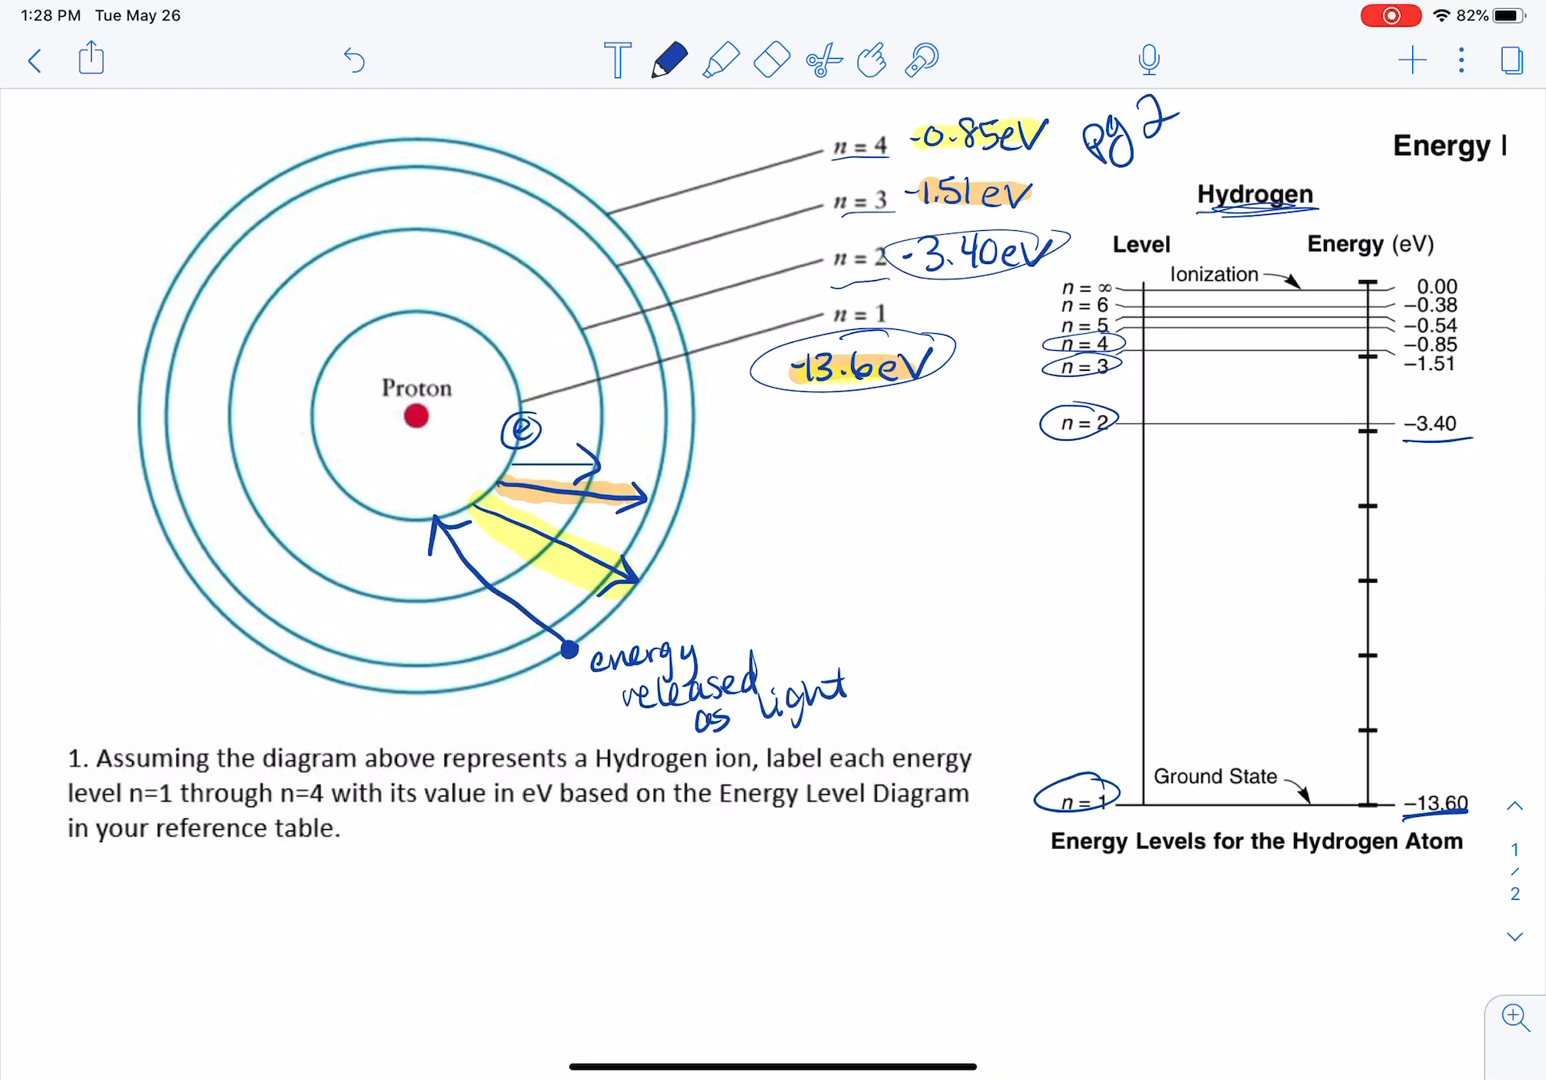 1:28 PM Tue May 26
82%
T
n = 4 -0.85eV pg 2
n = 3 -1.51eV
n = 2 -3.40eV
n = 1
-13.6eV
Proton
e
energy
released
as light
1. Assuming the diagram above represents a Hydrogen ion, label each energy
level n=1 through n=4 with its value in eV based on the Energy Level Diagram
in your reference table.
Energy
Hydrogen
Level Energy (eV)
Ionization
n = ∞ 0.00
n = 6 –0.38
n = 5 –0.54
n = 4 –0.85
n = 3 –1.51
n = 2 –3.40
Ground State
n = 1 –13.60
Energy Levels for the Hydrogen Atom
1
/
2